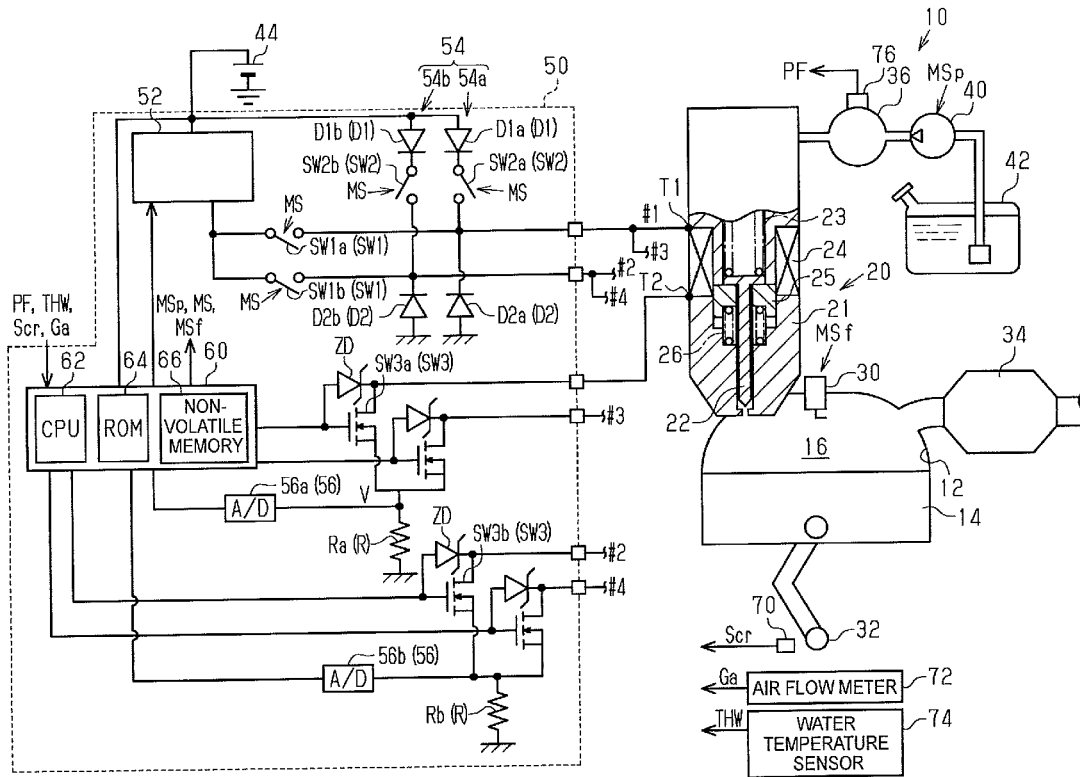 10
44
54
54b 54a
50
76
PF
36
MSp
40
52
D1b (D1)
D1a (D1)
SW2b (SW2)
SW2a (SW2)
MS
MS
42
T1
#1
23
MS
#3
24
SW1a (SW1)
#2
25
T2
20
MS
SW1b (SW1)
#4
21
D2b (D2)
D2a (D2)
MSf
PF, THW,
Scr, Ga
MSp, MS,
MSf
26
34
62
64
66
60
ZD
SW3a (SW3)
30
CPU
ROM
NON-
VOLATILE
MEMORY
22
#3
16
12
56a (56)
A/D
V
14
Ra (R)
ZD
SW3b (SW3)
#2
#4
70
Scr
32
56b (56)
A/D
Ga
AIR FLOW METER
72
Rb (R)
THW
WATER
TEMPERATURE
SENSOR
74